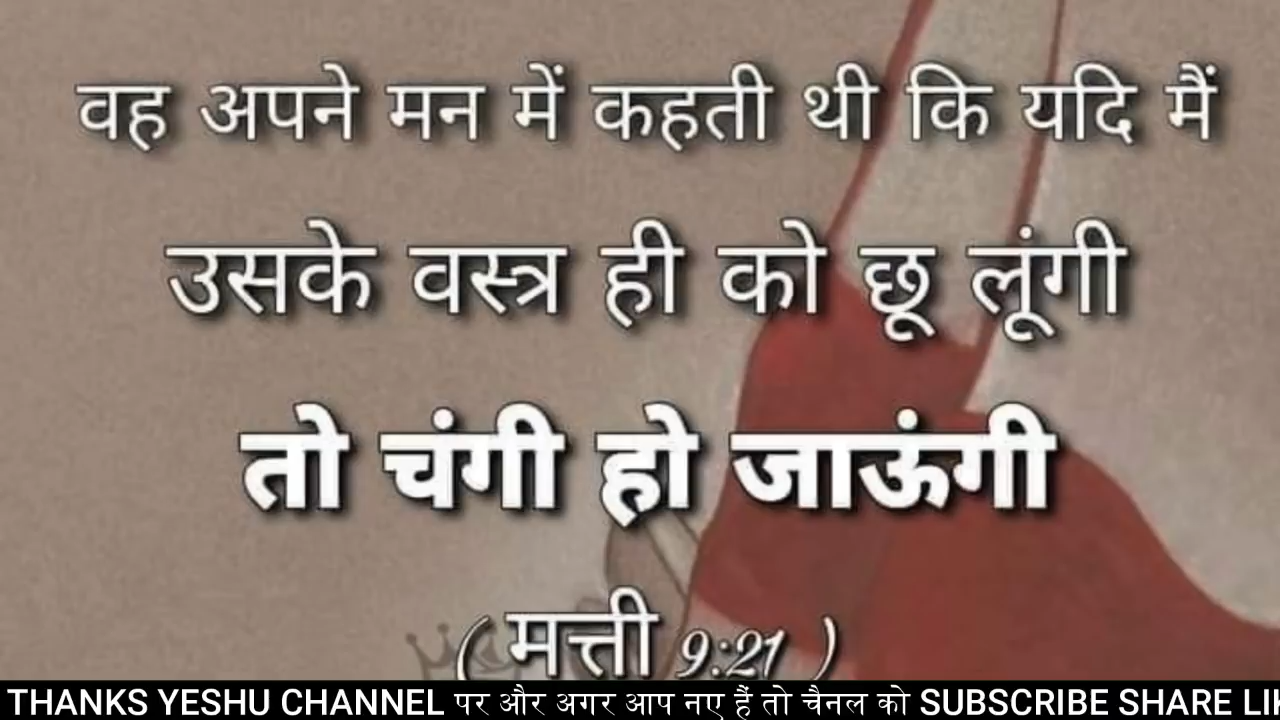 वह अपने मन में कहती थी कि यदि मैं
उसके वस्त्र ही को छू लूंगी
तो चंगी हो जाऊंगी
( मत्ती 9:21 )
THANKS YESHU CHANNEL पर और अगर आप नए हैं तो चैनल को SUBSCRIBE SHARE